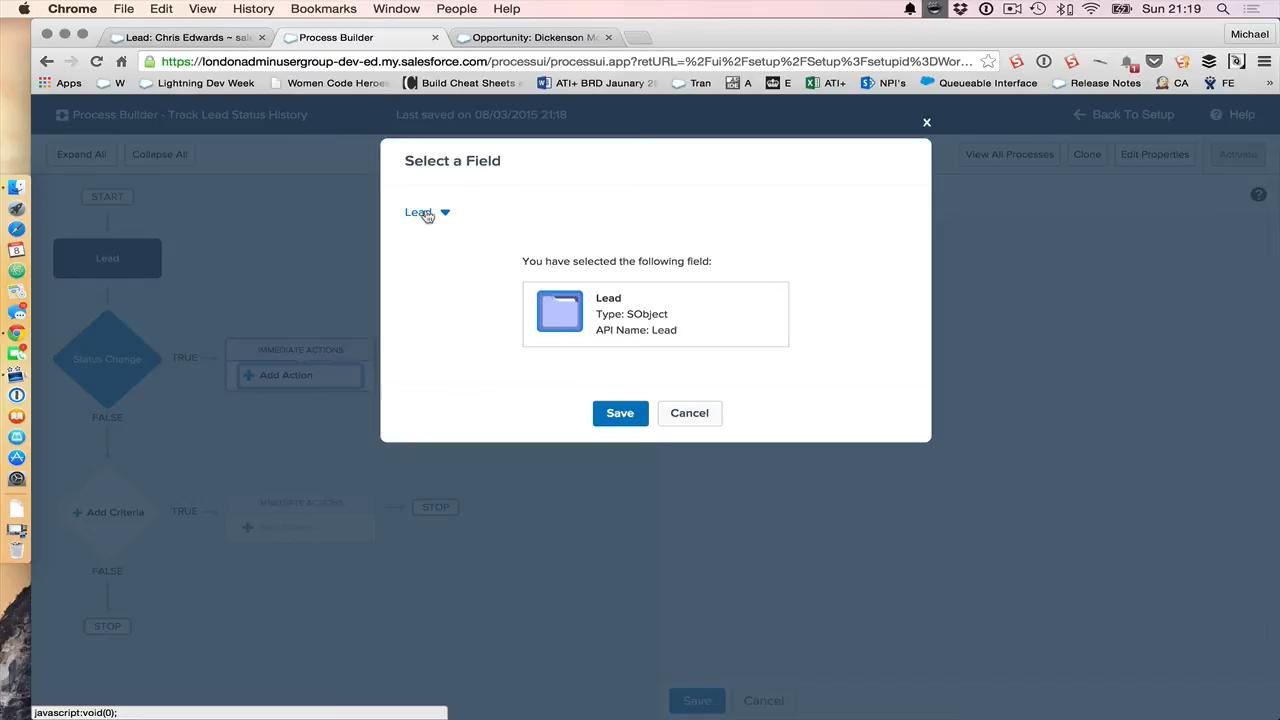 Chrome File Edit View History Bookmarks Window People Help Sun 21:19
Lead: Chris Edwards ~ sale Process Builder Opportunity: Dickenson Mo Michael
https://londonadminusergroup-dev-ed.my.salesforce.com/processui/processui.app?retURL=%2Fui%2Fsetup%2FSetup%3Fsetupid%3DWor...
Apps W Lightning Dev Week Women Code Heroes Build Cheat Sheets ATI+ BRD Jaunary 2 Tran A E ATI+ NPI's Queueable Interface Release Notes CA FE »
Process Builder - Track Lead Status History Last saved on 08/03/2015 21:18 Back To Setup Help
x
Expand All Collapse All View All Processes Clone Edit Properties Activate
Select a Field
START
Lead
Lead
You have selected the following field:
Lead
Type: SObject
API Name: Lead
Status Change TRUE IMMEDIATE ACTIONS
Add Action
FALSE
Save Cancel
Add Criteria TRUE IMMEDIATE ACTIONS STOP
FALSE
STOP
Save Cancel
javascript:void(0);